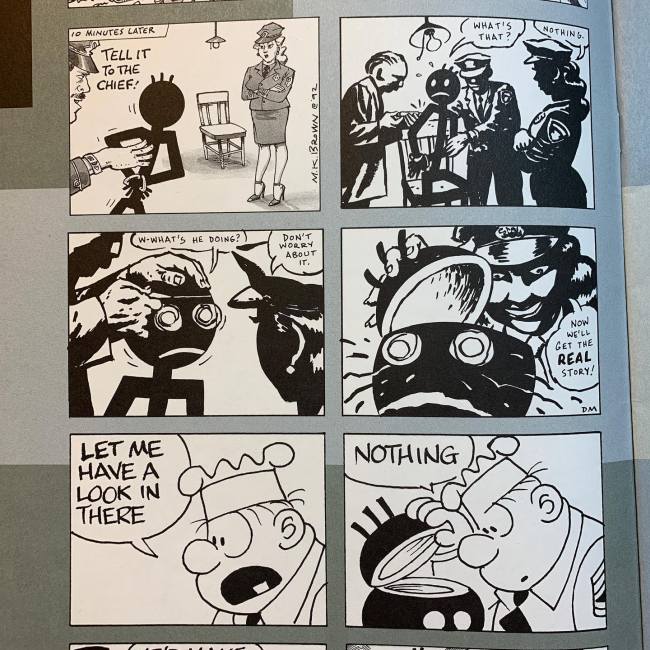 10 MINUTES LATER
TELL IT
TO THE
CHIEF!
M.K. BROWN © 92
WHAT'S
THAT?
NOTHING.
W-WHAT'S HE DOING?
DON'T
WORRY
ABOUT
IT.
NOW
WE'LL
GET THE
REAL
STORY!
DM
LET ME
HAVE A
LOOK IN
THERE
NOTHING